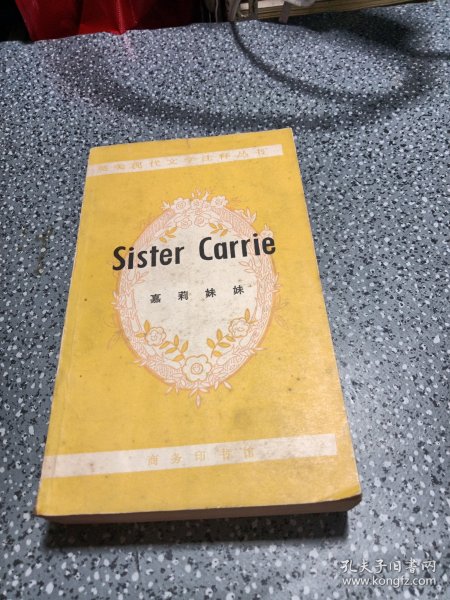 英美现代文学注释丛书
Sister Carrie
嘉莉妹妹
商务印书馆
孔夫子旧书网
www.kongfz.com